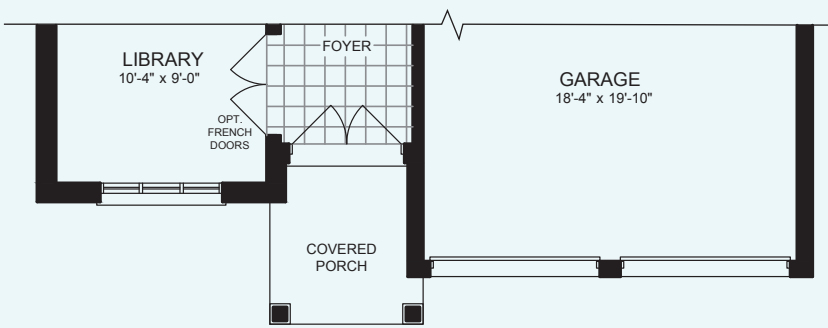 LIBRARY
10'-4" x 9'-0"
OPT.
FRENCH
DOORS
FOYER
COVERED
PORCH
GARAGE
18'-4" x 19'-10"